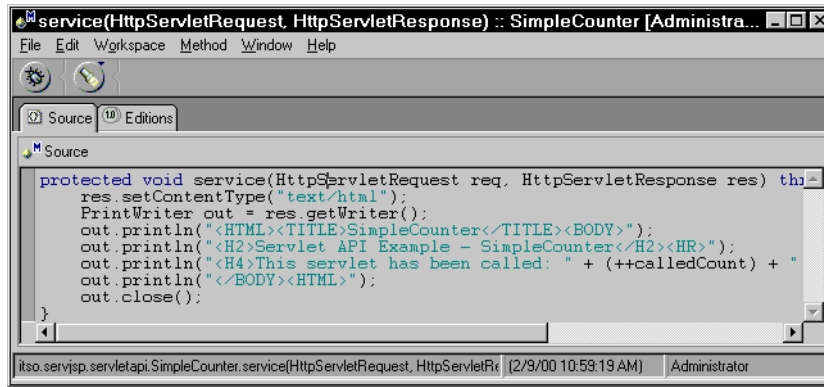 service(HttpServletRequest, HttpServletResponse) :: SimpleCounter [Administra...
File Edit Workspace Method Window Help
Source 1.0 Editions
M Source
protected void service(HttpServletRequest req, HttpServletResponse res) thr
res.setContentType("text/html");
PrintWriter out = res.getWriter();
out.println("<HTML><TITLE>SimpleCounter</TITLE><BODY>");
out.println("<H2>Servlet API Example - SimpleCounter</H2><HR>");
out.println("<H4>This servlet has been called: " + (++calledCount) + "
out.println("</BODY><HTML>");
out.close();
}
itso.servjsp.servletapi.SimpleCounter.service(HttpServletRequest, HttpServletRe (2/9/00 10:59:19 AM) Administrator